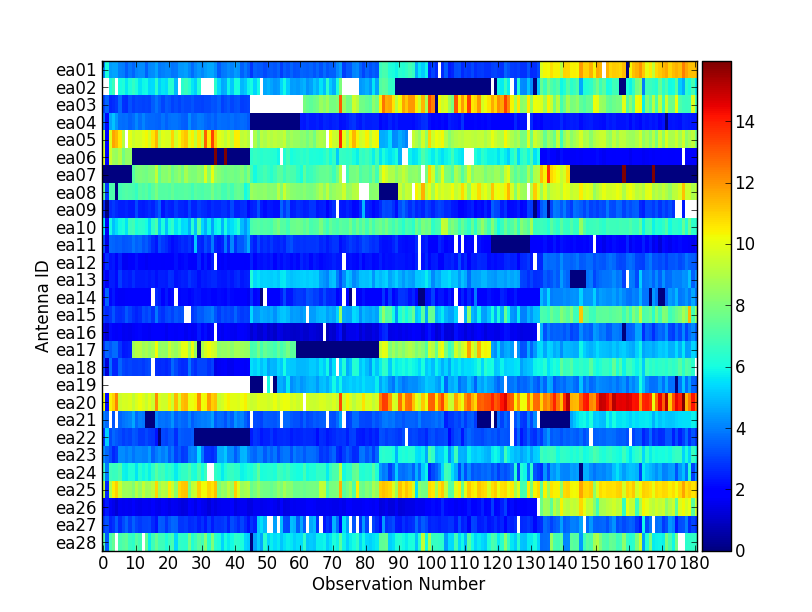 ea01
ea02
ea03
ea04
ea05
ea06
ea07
ea08
ea09
ea10
ea11
ea12
ea13
ea14
ea15
ea16
ea17
ea18
ea19
ea20
ea21
ea22
ea23
ea24
ea25
ea26
ea27
ea28
Antenna ID
0 10 20 30 40 50 60 70 80 90 100 110 120 130 140 150 160 170 180
Observation Number
14
12
10
8
6
4
2
0